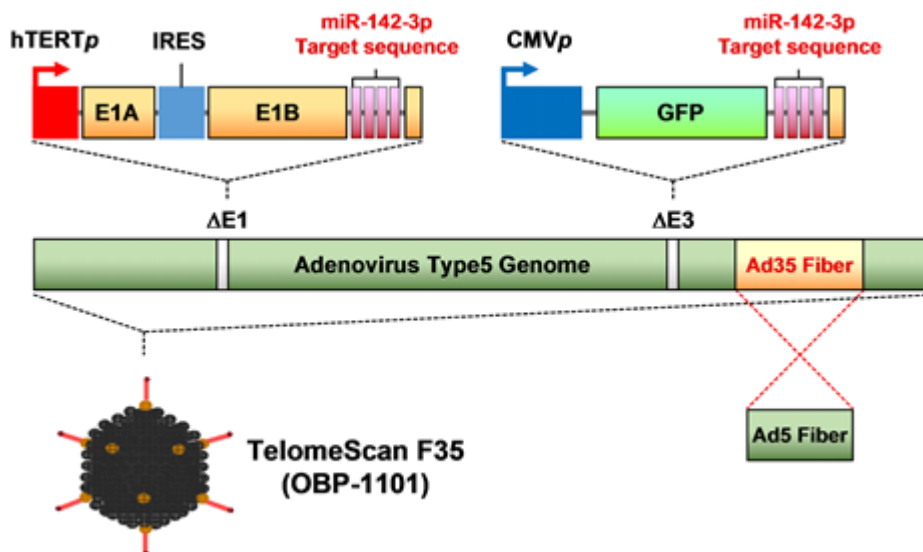 miR-142-3p
Target sequence
miR-142-3p
Target sequence
hTERTp
IRES
CMVp
E1A
E1B
GFP
ΔE1
ΔE3
Adenovirus Type5 Genome
Ad35 Fiber
Ad5 Fiber
TelomeScan F35
(OBP-1101)